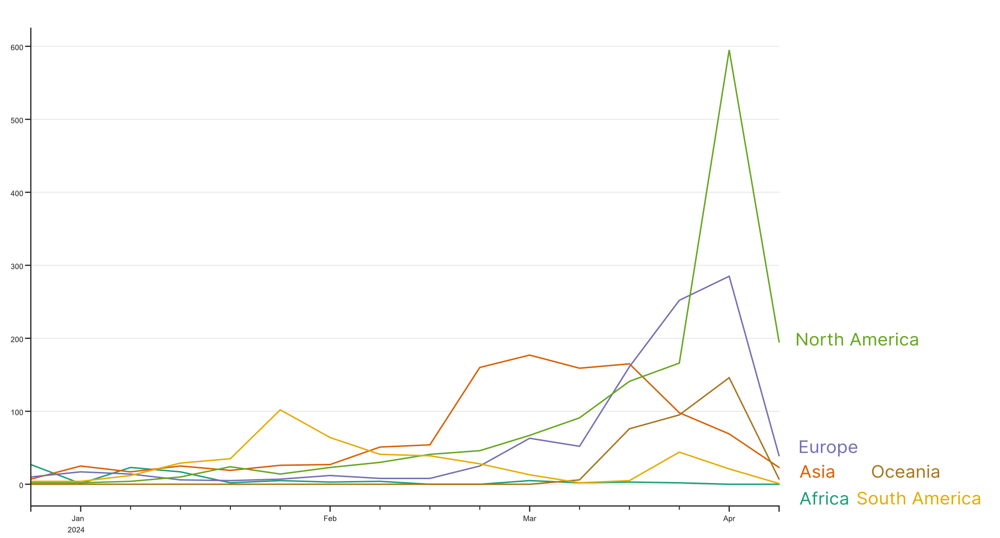 600
500
400
300
200
100
0
Jan
2024
Feb
Mar
Apr
North America
Europe
Asia
Oceania
Africa
South America